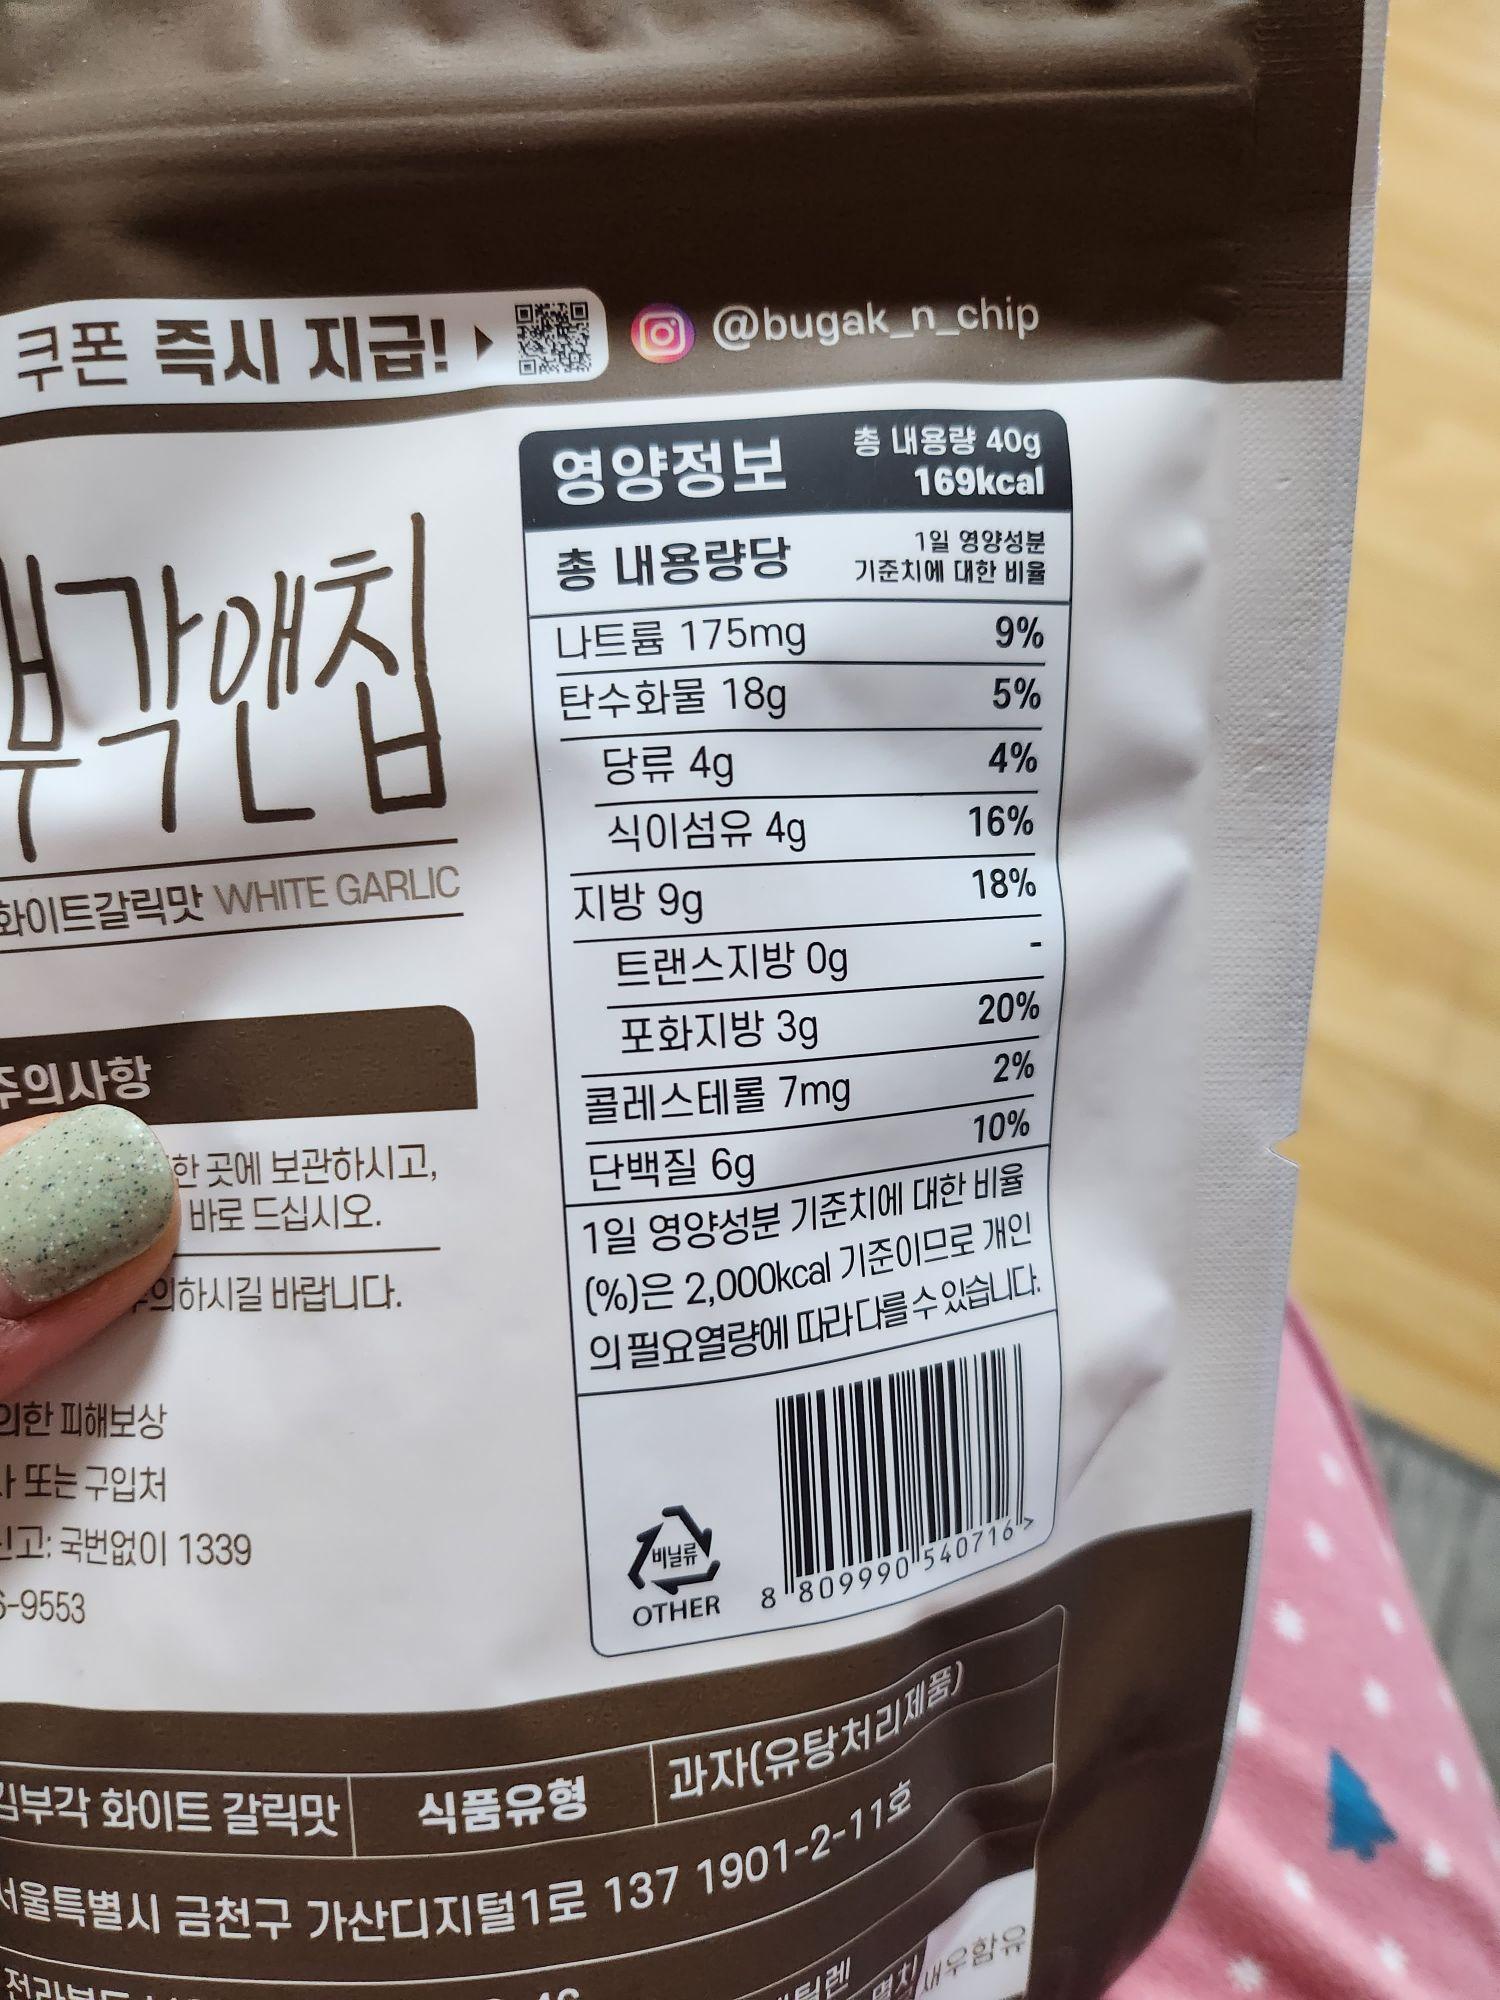 쿠폰 즉시 지급!
@bugak_n_chip
영양정보
총 내용량 40g
169kcal
총 내용량당
1일 영양성분
기준치에 대한 비율
나트륨 175mg 9%
탄수화물 18g 5%
당류 4g 4%
식이섬유 4g 16%
지방 9g 18%
트랜스지방 0g -
포화지방 3g 20%
콜레스테롤 7mg 2%
단백질 6g 10%
1일 영양성분 기준치에 대한 비율
(%)은 2,000kcal 기준이므로 개인
의 필요열량에 따라 다를 수 있습니다.
비닐류
OTHER
8 809990 540716 >
부각앤칩
화이트갈릭맛 WHITE GARLIC
주의사항
한 곳에 보관하시고,
바로 드십시오.
하시길 바랍니다.
의한 피해보상
또는 구입처
신고: 국번없이 1339
-9553
김부각 화이트 갈릭맛
식품유형
과자(유탕처리제품)
서울특별시 금천구 가산디지털1로 137 1901-2-11호
새우함유